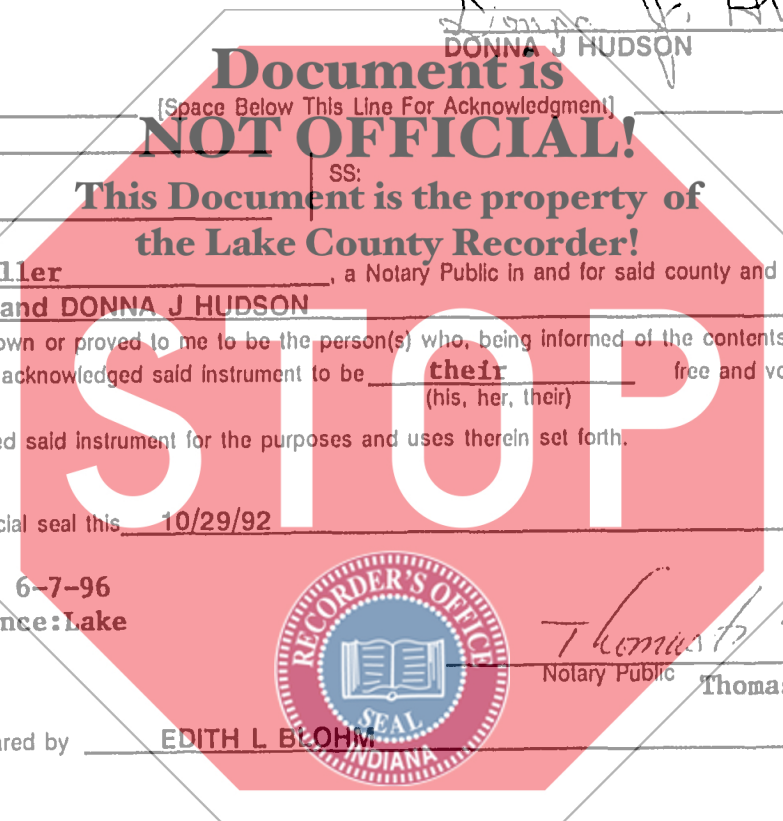 DONNA J HUDSON
Document is
[Space Below This Line For Acknowledgment]
NOT OFFICIAL!
SS:
This Document is the property of
the Lake County Recorder!
ller, a Notary Public in and for said county and
and DONNA J HUDSON
own or proved to me to be the person(s) who, being informed of the contents
acknowledged said instrument to be their free and vo
(his, her, their)
ed said instrument for the purposes and uses therein set forth.
STOP
cial seal this 10/29/92
6-7-96
nce:Lake
RECORDER'S OFFICE
SEAL
INDIANA
Thomas
Notary Public
Thomas
ared by EDITH L BLOHM